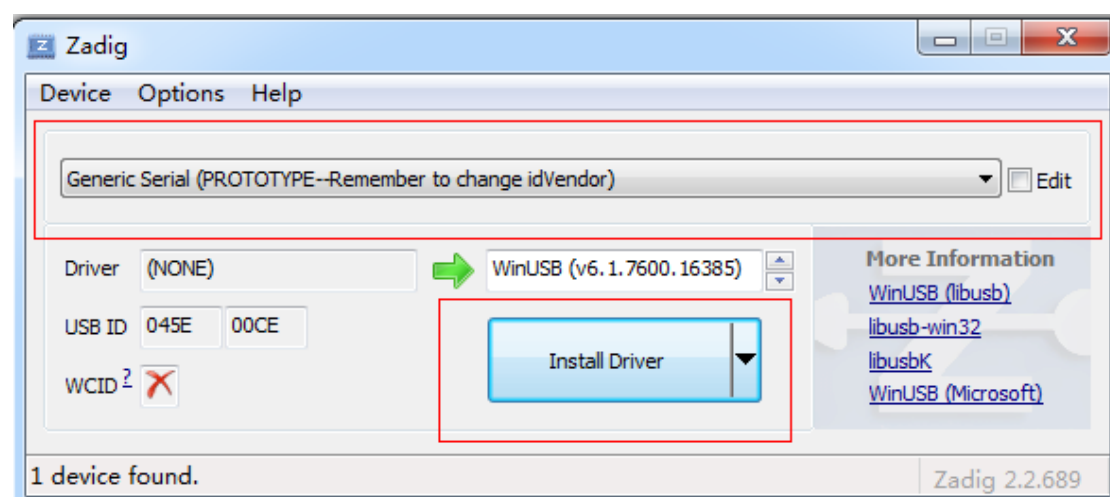 Zadig
Device Options Help
Generic Serial (PROTOTYPE--Remember to change idVendor)
Edit
Driver (NONE) WinUSB (v6.1.7600.16385)
USB ID 045E 00CE
WCID ?
Install Driver
More Information
WinUSB (libusb)
libusb-win32
libusbK
WinUSB (Microsoft)
1 device found.
Zadig 2.2.689